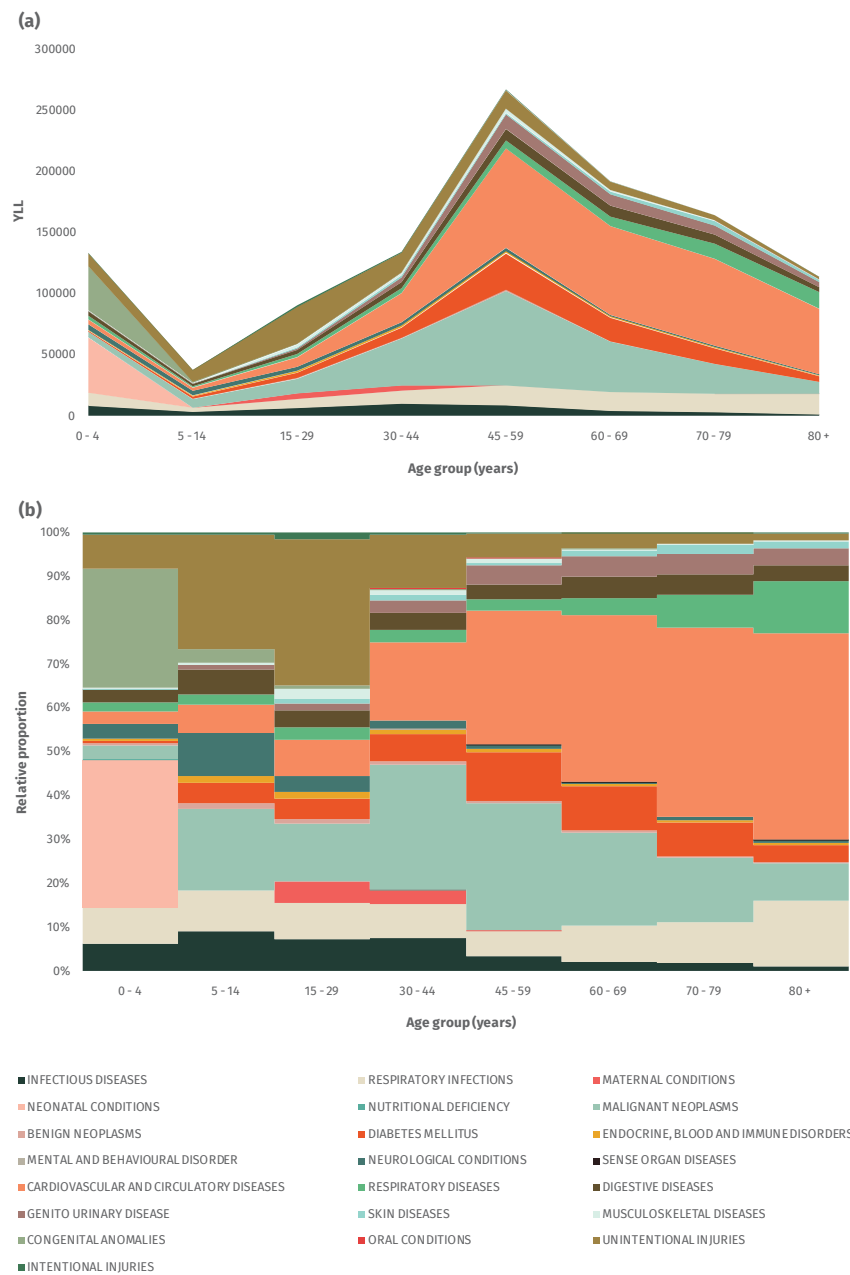 (a)
300000
250000
200000
150000
100000
50000
0
YLL
0 - 4
5 - 14
15 - 29
30 - 44
45 - 59
60 - 69
70 - 79
80 +
Age group (years)
(b)
100%
90%
80%
70%
60%
50%
40%
30%
20%
10%
0%
Relative proportion
0 - 4
5 - 14
15 - 29
30 - 44
45 - 59
60 - 69
70 - 79
80 +
Age group (years)
INFECTIOUS DISEASES
RESPIRATORY INFECTIONS
MATERNAL CONDITIONS
NEONATAL CONDITIONS
NUTRITIONAL DEFICIENCY
MALIGNANT NEOPLASMS
BENIGN NEOPLASMS
DIABETES MELLITUS
ENDOCRINE, BLOOD AND IMMUNE DISORDERS
MENTAL AND BEHAVIOURAL DISORDER
NEUROLOGICAL CONDITIONS
SENSE ORGAN DISEASES
CARDIOVASCULAR AND CIRCULATORY DISEASES
RESPIRATORY DISEASES
DIGESTIVE DISEASES
GENITO URINARY DISEASE
SKIN DISEASES
MUSCULOSKELETAL DISEASES
CONGENITAL ANOMALIES
ORAL CONDITIONS
UNINTENTIONAL INJURIES
INTENTIONAL INJURIES